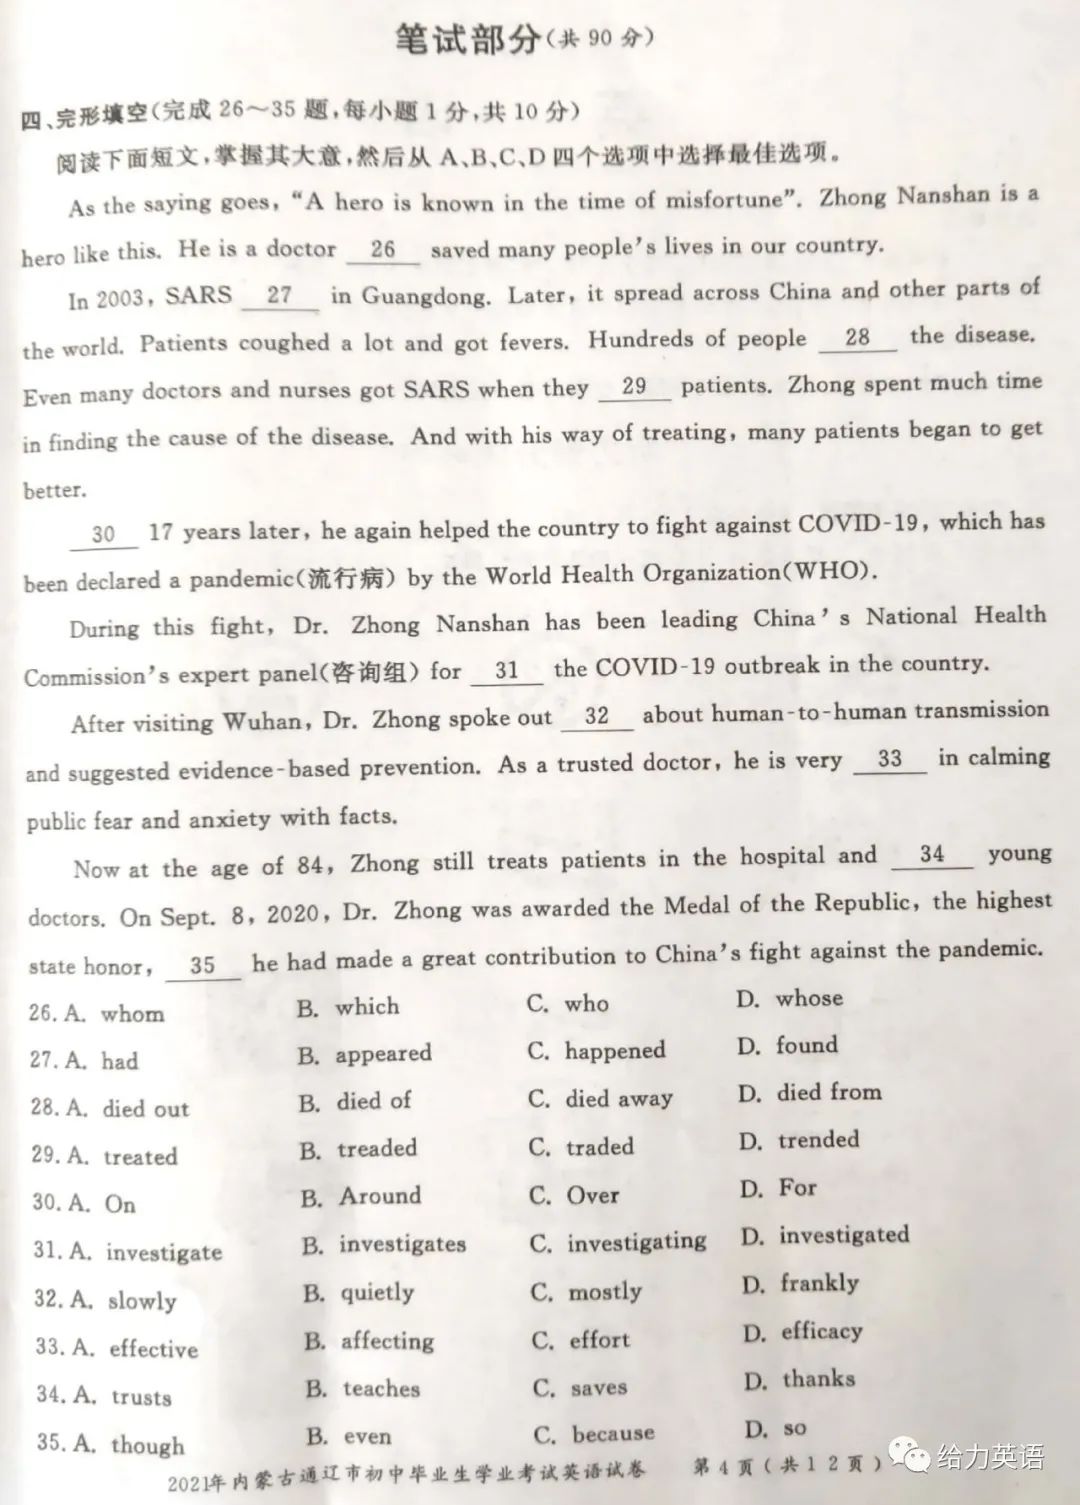 笔试部分(共 90 分)
四、完形填空(完成 26～35 题,每小题 1 分,共 10 分)
阅读下面短文,掌握其大意,然后从 A、B、C、D 四个选项中选择最佳选项。
As the saying goes, “A hero is known in the time of misfortune”. Zhong Nanshan is a
hero like this. He is a doctor 26 saved many people’s lives in our country.
In 2003, SARS 27 in Guangdong. Later, it spread across China and other parts of
the world. Patients coughed a lot and got fevers. Hundreds of people 28 the disease.
Even many doctors and nurses got SARS when they 29 patients. Zhong spent much time
in finding the cause of the disease. And with his way of treating, many patients began to get
better.
30 17 years later, he again helped the country to fight against COVID-19, which has
been declared a pandemic(流行病) by the World Health Organization(WHO).
During this fight, Dr. Zhong Nanshan has been leading China’s National Health
Commission’s expert panel(咨询组) for 31 the COVID-19 outbreak in the country.
After visiting Wuhan, Dr. Zhong spoke out 32 about human-to-human transmission
and suggested evidence-based prevention. As a trusted doctor, he is very 33 in calming
public fear and anxiety with facts.
Now at the age of 84, Zhong still treats patients in the hospital and 34 young
doctors. On Sept. 8, 2020, Dr. Zhong was awarded the Medal of the Republic, the highest
state honor, 35 he had made a great contribution to China’s fight against the pandemic.
26. A. whom B. which C. who D. whose
27. A. had B. appeared C. happened D. found
28. A. died out B. died of C. died away D. died from
29. A. treated B. treaded C. traded D. trended
30. A. On B. Around C. Over D. For
31. A. investigate B. investigates C. investigating D. investigated
32. A. slowly B. quietly C. mostly D. frankly
33. A. effective B. affecting C. effort D. efficacy
34. A. trusts B. teaches C. saves D. thanks
35. A. though B. even C. because D. so
2021年内蒙古通辽市初中毕业生学业考试英语试卷 第 4 页(共 1 2 页)
给力英语